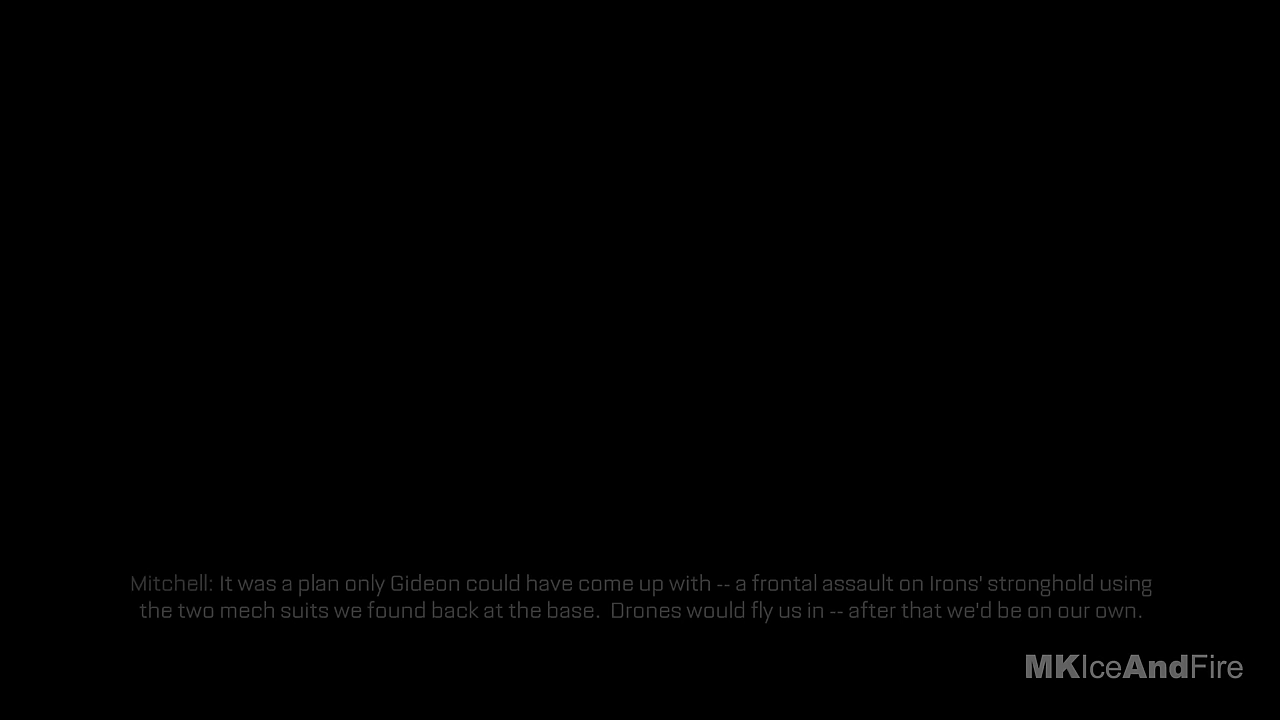 Mitchell: It was a plan only Gideon could have come up with -- a frontal assault on Irons' stronghold using
the two mech suits we found back at the base.  Drones would fly us in -- after that we'd be on our own.
MKIceAndFire